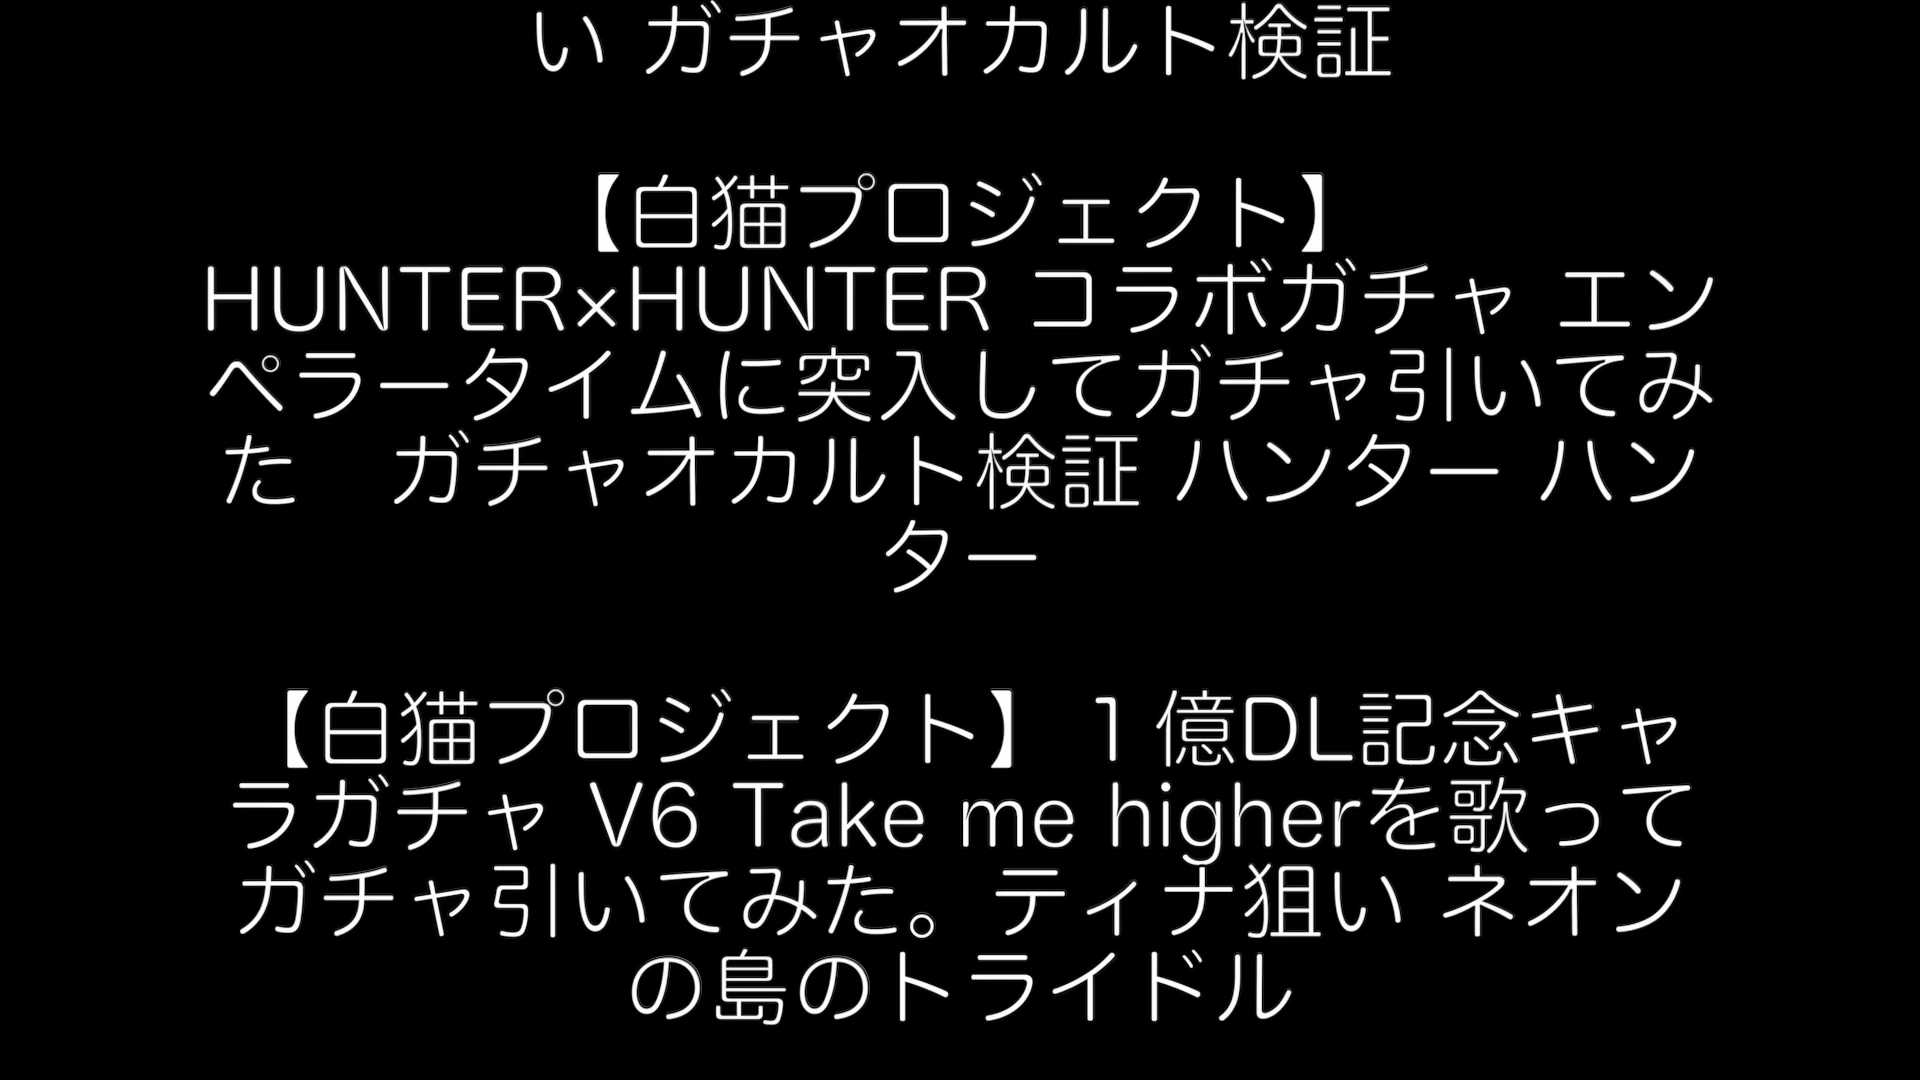 い ガチャオカルト検証
【白猫プロジェクト】
HUNTER×HUNTER コラボガチャ エン
ペラータイムに突入してガチャ引いてみ
た　ガチャオカルト検証 ハンター ハン
ター
【白猫プロジェクト】１億DL記念キャ
ラガチャ V6 Take me higherを歌って
ガチャ引いてみた。ティナ狙い ネオン
の島のトライドル